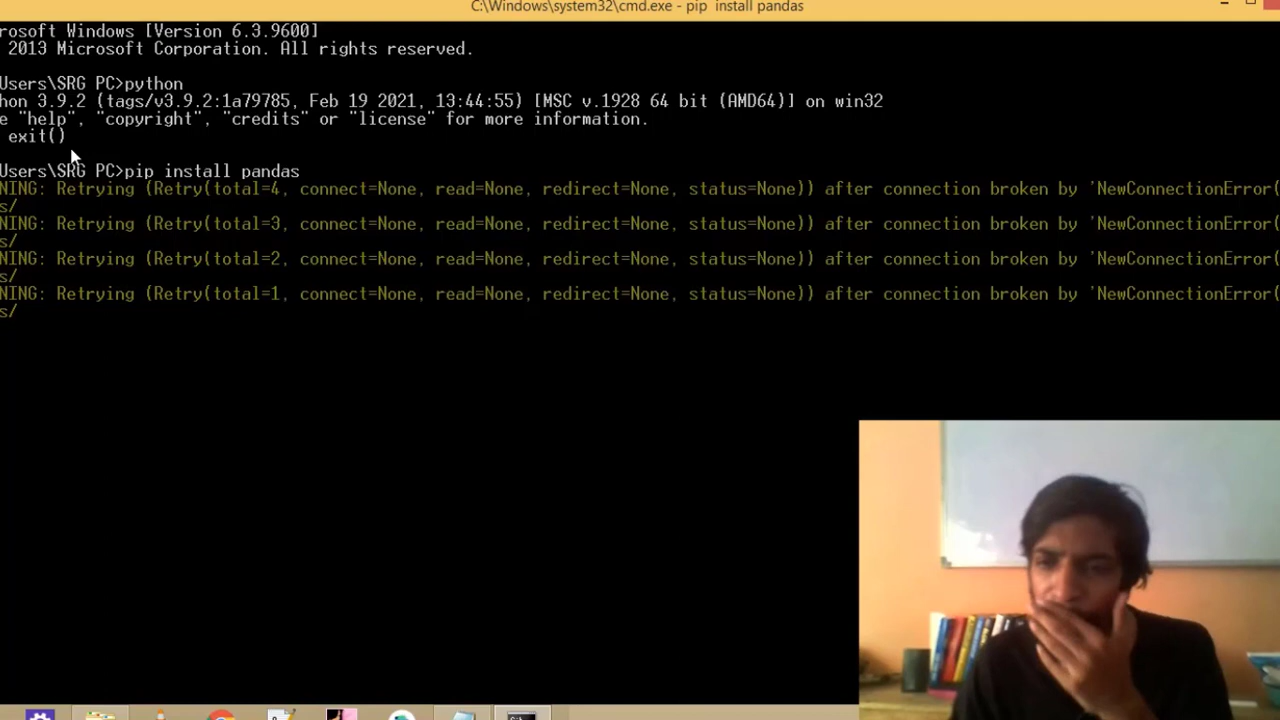 C:\Windows\system32\cmd.exe - pip  install pandas
rosoft Windows [Version 6.3.9600]
2013 Microsoft Corporation. All rights reserved.
Users\SRG PC>python
hon 3.9.2 (tags/v3.9.2:1a79785, Feb 19 2021, 13:44:55) [MSC v.1928 64 bit (AMD64)] on win32
e "help", "copyright", "credits" or "license" for more information.
exit()
Users\SRG PC>pip install pandas
NING: Retrying (Retry(total=4, connect=None, read=None, redirect=None, status=None)) after connection broken by 'NewConnectionError(
s/
NING: Retrying (Retry(total=3, connect=None, read=None, redirect=None, status=None)) after connection broken by 'NewConnectionError(
s/
NING: Retrying (Retry(total=2, connect=None, read=None, redirect=None, status=None)) after connection broken by 'NewConnectionError(
s/
NING: Retrying (Retry(total=1, connect=None, read=None, redirect=None, status=None)) after connection broken by 'NewConnectionError(
s/